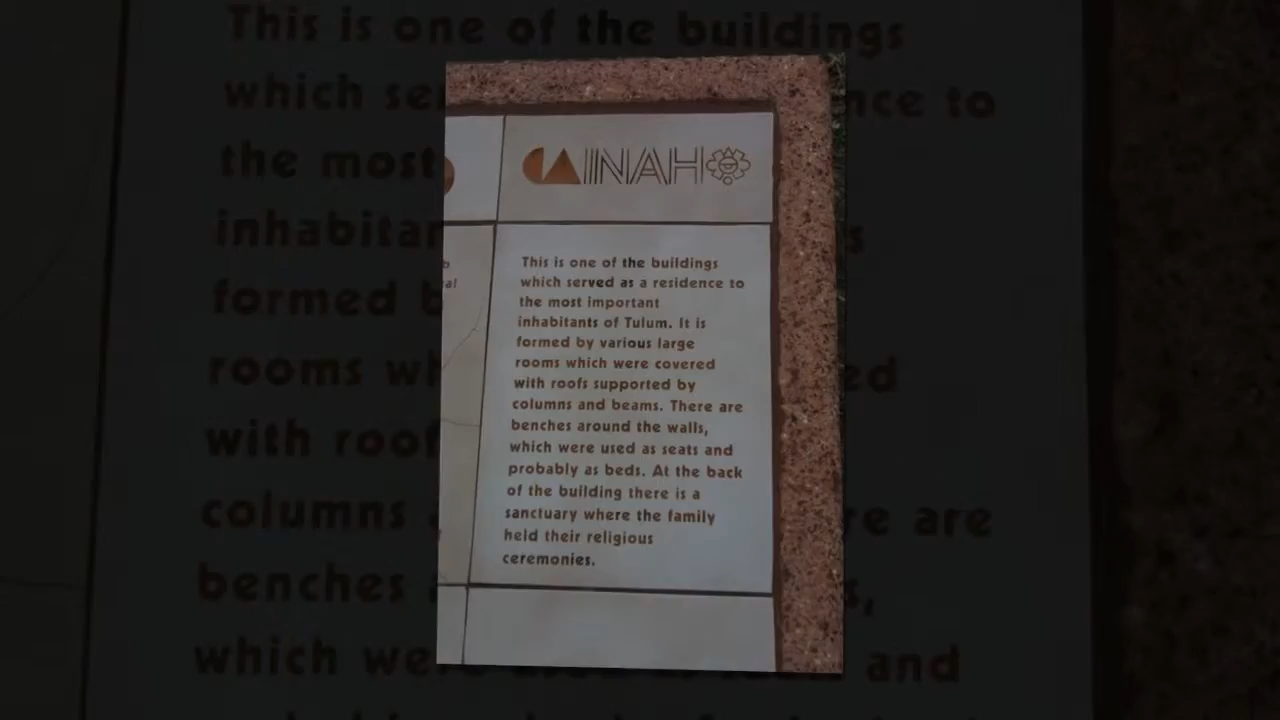 CA INAH
This is one of the buildings
which served as a residence to
the most important
inhabitants of Tulum. It is
formed by various large
rooms which were covered
with roofs supported by
columns and beams. There are
benches around the walls,
which were used as seats and
probably as beds. At the back
of the building there is a
sanctuary where the family
held their religious
ceremonies.